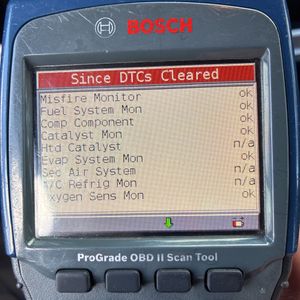 BOSCH
Since DTCs Cleared
Misfire Monitor ok
Fuel System Mon ok
Comp Component ok
Catalyst Mon ok
Htd Catalyst n/a
Evap System Mon ok
Sec Air System n/a
A/C Refrig Mon n/a
Oxygen Sens Mon ok
ProGrade OBD II Scan Tool